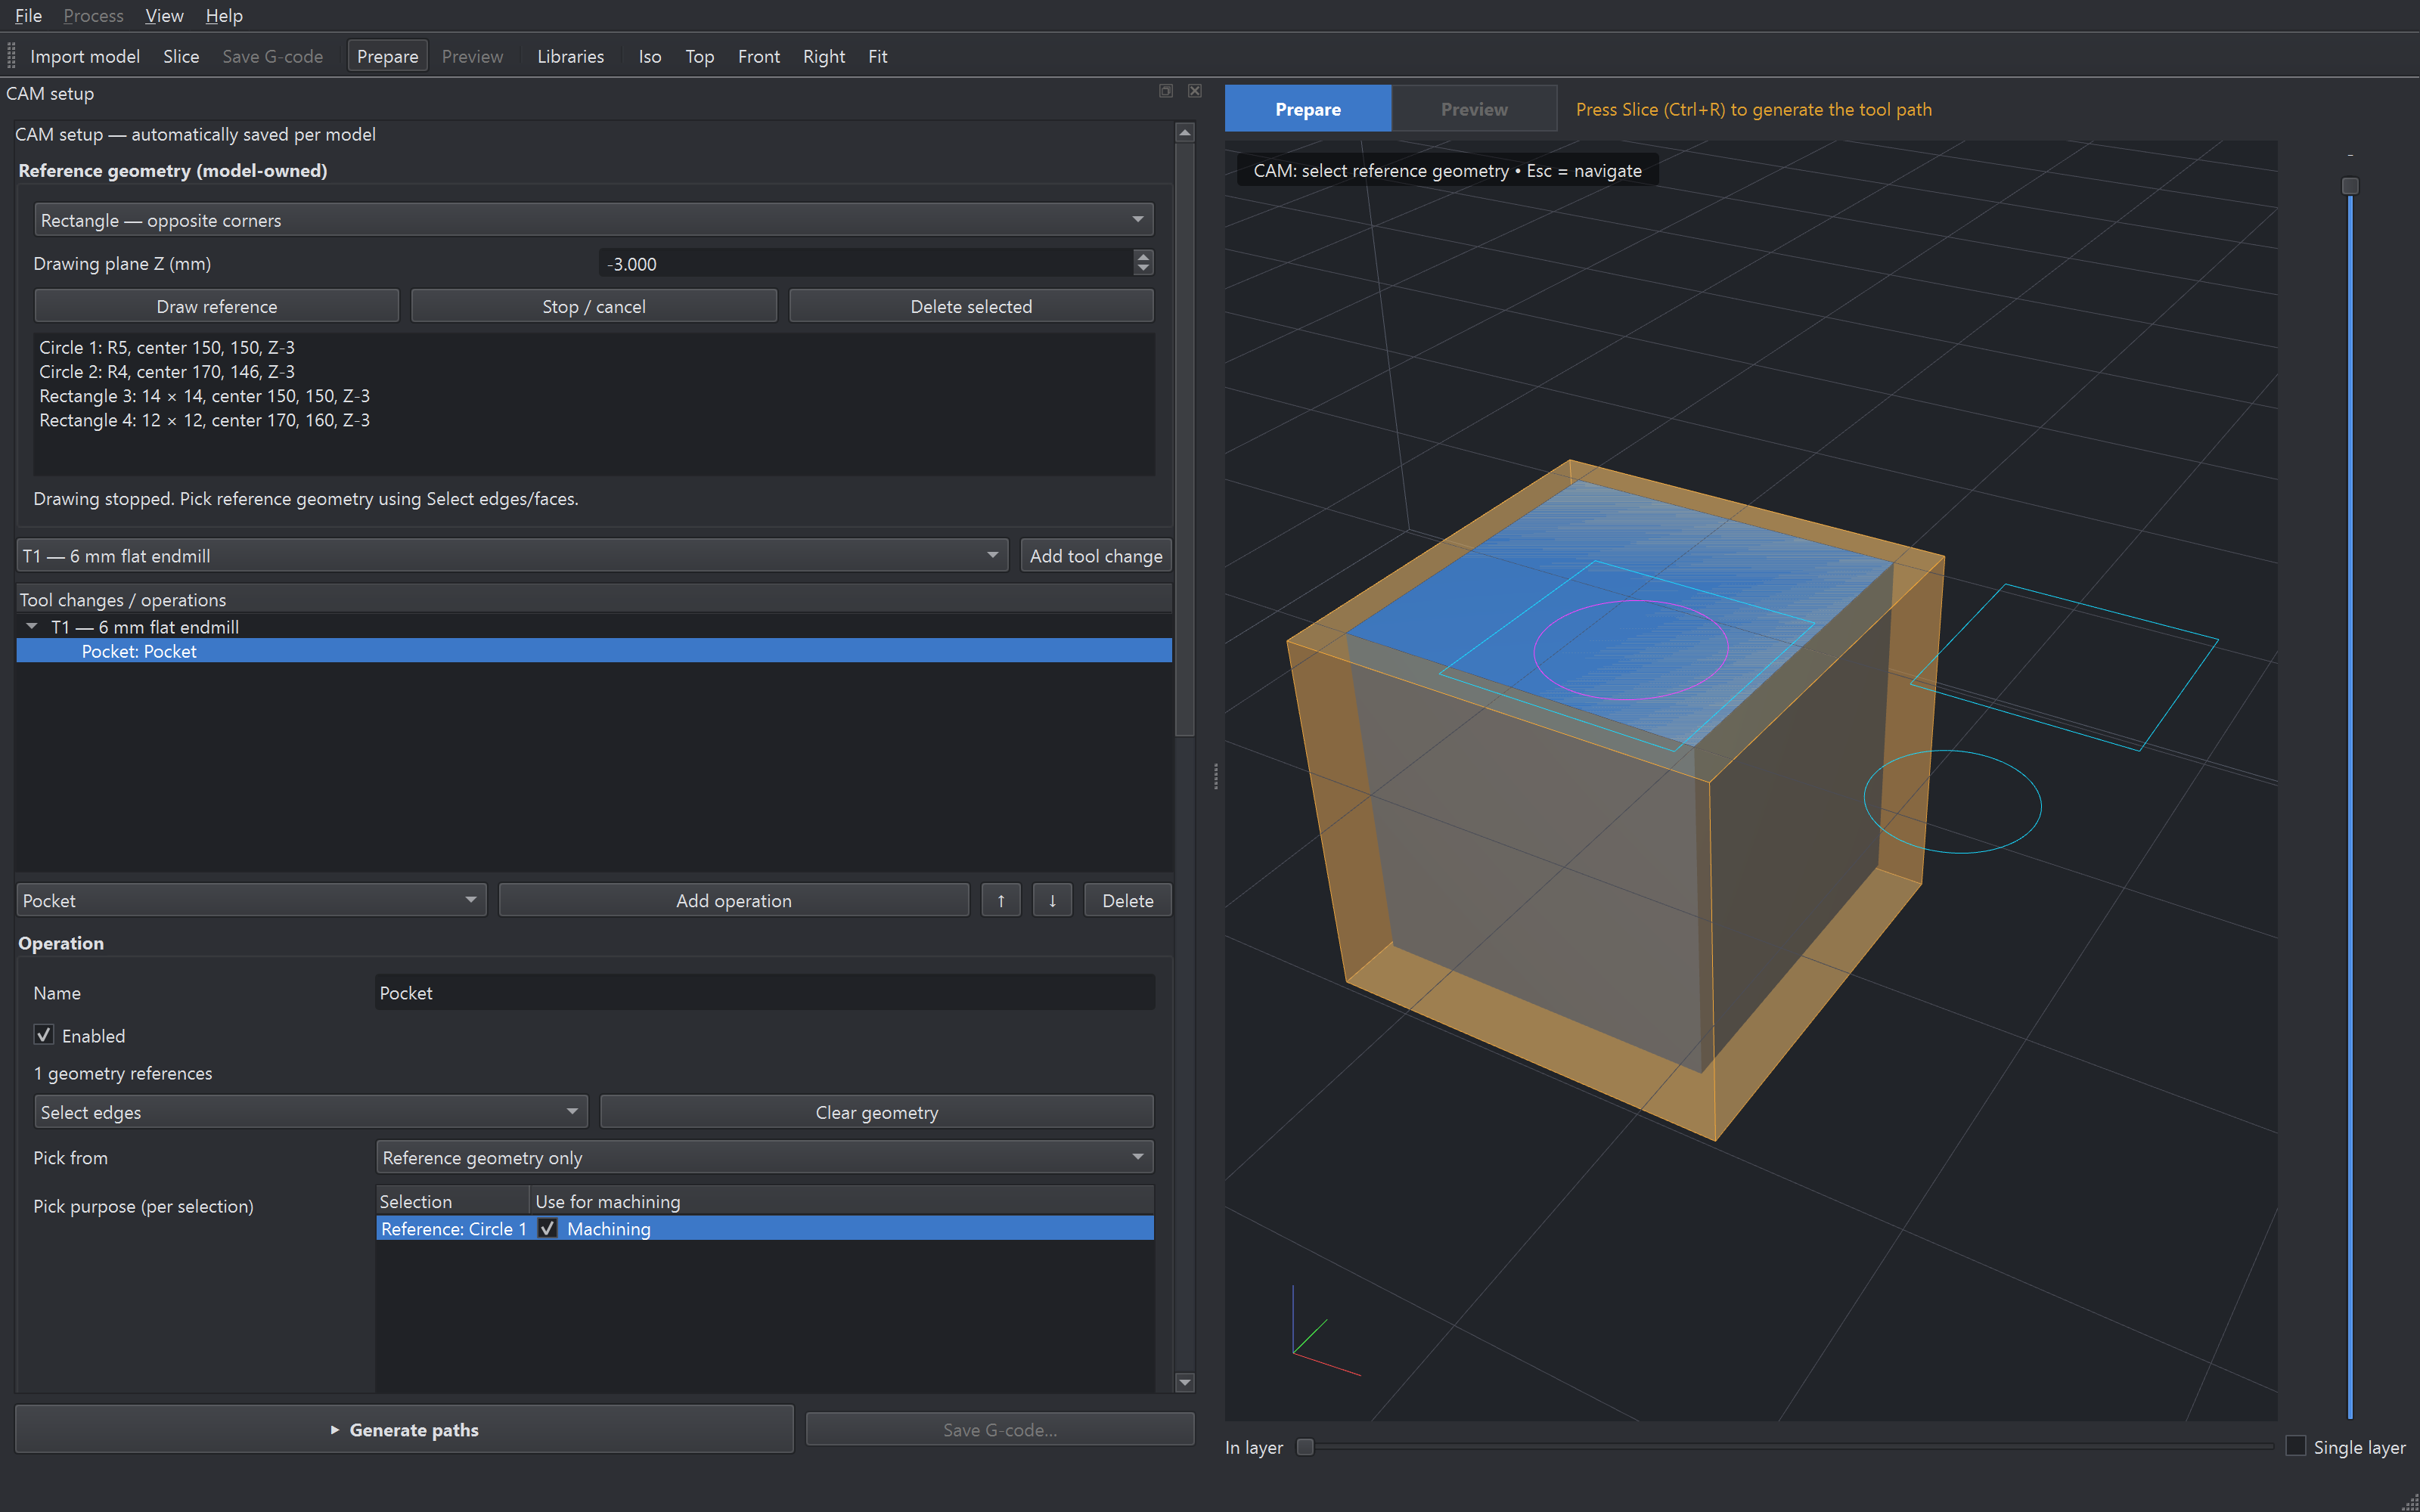 File Process View Help
Import model Slice Save G-code Prepare Preview Libraries Iso Top Front Right Fit
CAM setup
CAM setup — automatically saved per model
Reference geometry (model-owned)
Rectangle — opposite corners
Drawing plane Z (mm) -3.000
Draw reference Stop / cancel Delete selected
Circle 1: R5, center 150, 150, Z-3
Circle 2: R4, center 170, 146, Z-3
Rectangle 3: 14 × 14, center 150, 150, Z-3
Rectangle 4: 12 × 12, center 170, 160, Z-3
Drawing stopped. Pick reference geometry using Select edges/faces.
T1 — 6 mm flat endmill Add tool change
Tool changes / operations
T1 — 6 mm flat endmill
Pocket: Pocket
Pocket Add operation ↑ ↓ Delete
Operation
Name Pocket
Enabled
1 geometry references
Select edges Clear geometry
Pick from Reference geometry only
Pick purpose (per selection) Selection Use for machining
Reference: Circle 1 Machining
Generate paths Save G-code...
Prepare Preview Press Slice (Ctrl+R) to generate the tool path
CAM: select reference geometry • Esc = navigate
In layer Single layer